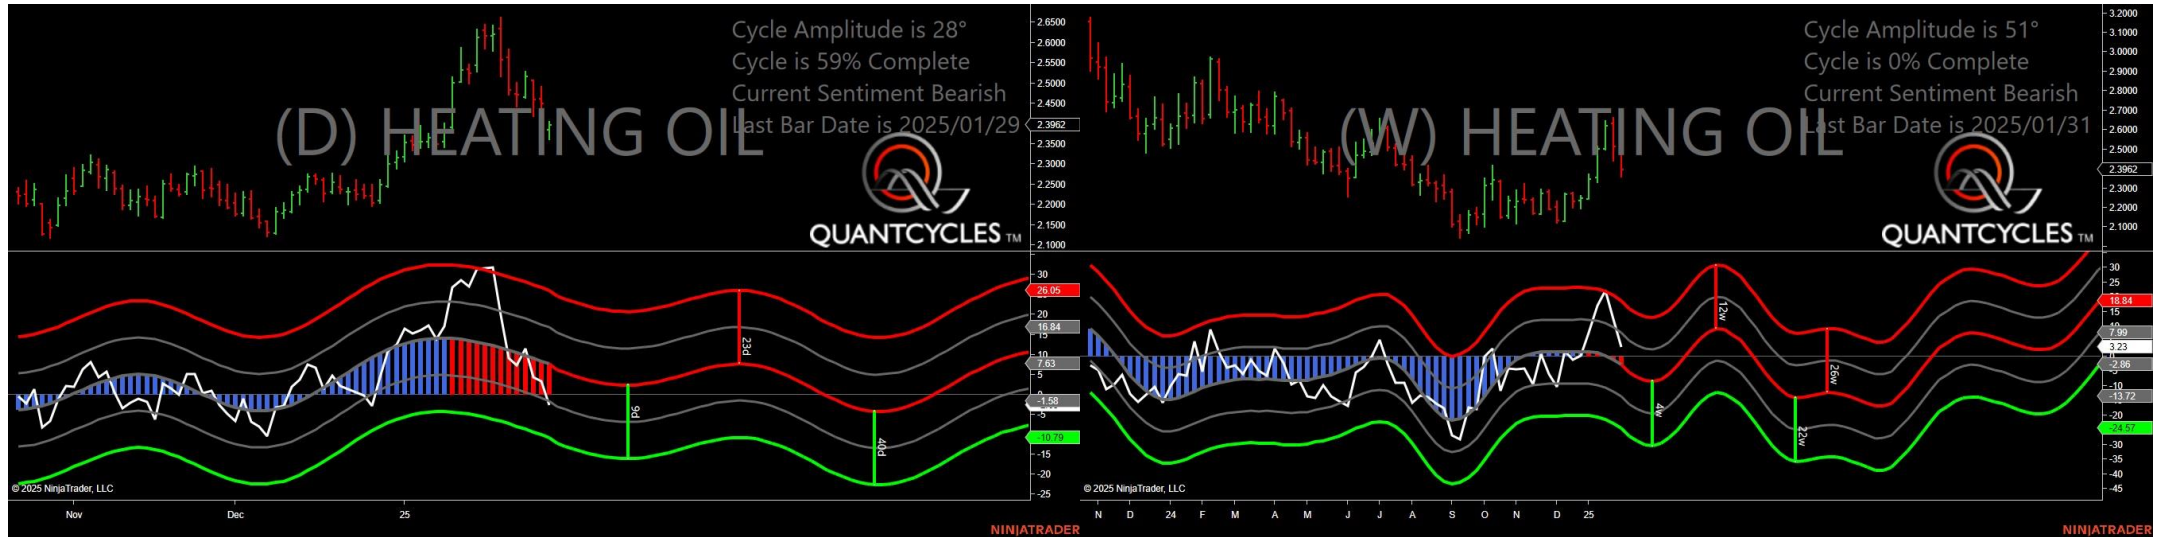 Cycle Amplitude is 28°
Cycle is 59% Complete
Current Sentiment Bearish
Last Bar Date is 2025/01/29
(D) HEATING OIL
QUANTCYCLES TM
2.6500
2.6000
2.5500
2.5000
2.4500
2.3962
2.3500
2.3000
2.2500
2.2000
2.1500
2.1000
30
26.05
20
16.84
15
10
7.63
5
0
-1.58
-5
-10.79
-15
-20
-25
23d
9d
40d
© 2025 NinjaTrader, LLC
Nov
Dec
25
NINJATRADER
Cycle Amplitude is 51°
Cycle is 0% Complete
Current Sentiment Bearish
Last Bar Date is 2025/01/31
(W) HEATING OIL
QUANTCYCLES TM
3.2000
3.1000
3.0000
2.9000
2.8000
2.7000
2.6000
2.5000
2.3962
2.3000
2.2000
2.1000
30
25
18.84
15
7.99
3.23
-2.86
-10
-13.72
-20
-24.57
-30
-35
-40
-45
12w
26w
4w
22w
© 2025 NinjaTrader, LLC
N D 24 F M A M J J A S O N D 25
NINJATRADER